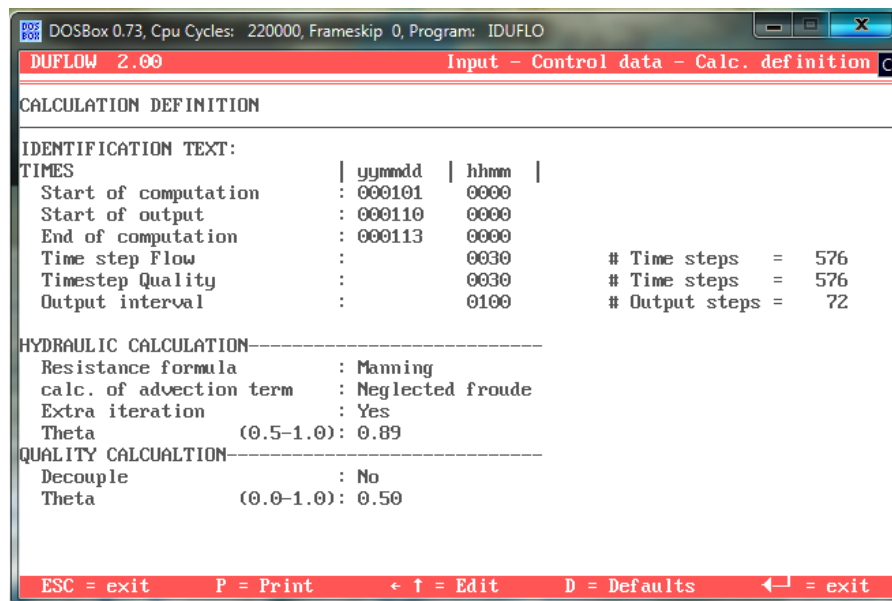 DOSBox 0.73, Cpu Cycles: 220000, Frameskip 0, Program: IDUFLO
DUFLOW 2.00 Input - Control data - Calc. definition C
CALCULATION DEFINITION
IDENTIFICATION TEXT:
TIMES | yymmdd | hhmm |
Start of computation : 000101 0000
Start of output : 000110 0000
End of computation : 000113 0000
Time step Flow : 0030 # Time steps = 576
Timestep Quality : 0030 # Time steps = 576
Output interval : 0100 # Output steps = 72
HYDRAULIC CALCULATION---------------------------
Resistance formula : Manning
calc. of advection term : Neglected froude
Extra iteration : Yes
Theta (0.5-1.0): 0.89
QUALITY CALCUALTION-----------------------------
Decouple : No
Theta (0.0-1.0): 0.50
ESC = exit P = Print ← ↑ = Edit D = Defaults ◄─┘ = exit